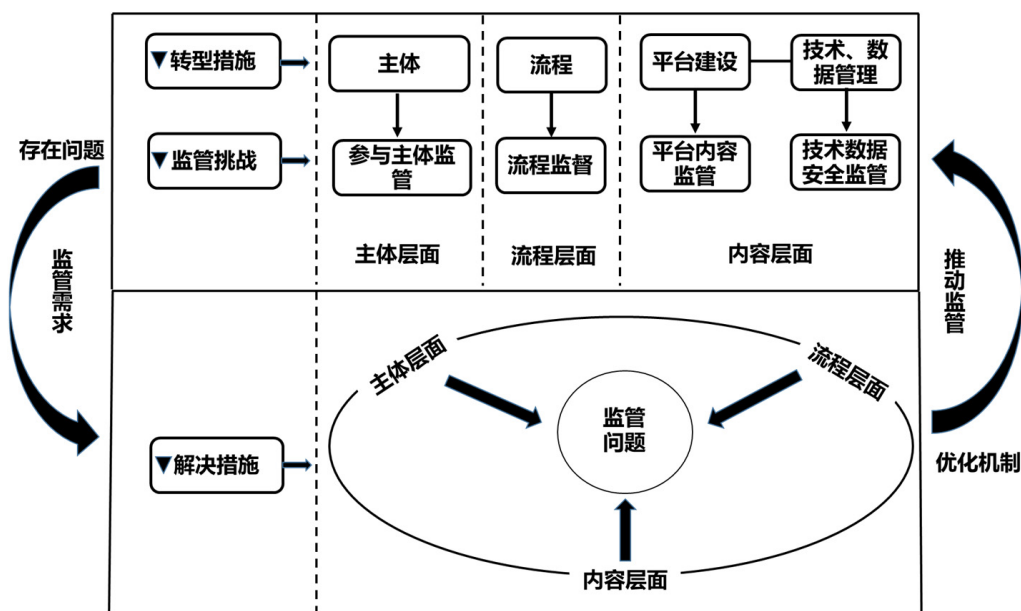 ▼转型措施
主体
流程
平台建设
技术、数
据管理
存在问题
▼监管挑战
参与主体监
管
流程监督
平台内容
监管
技术数据
安全监管
主体层面
流程层面
内容层面
监管需求
推动监管
主体层面
流程层面
监管
问题
▼解决措施
优化机制
内容层面